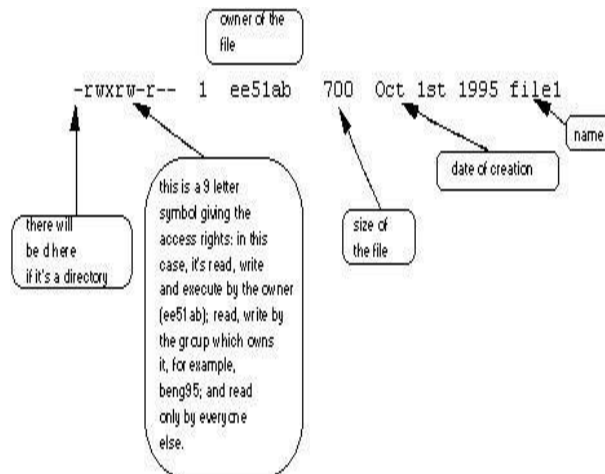 owner of the
file
-rwxrw-r-- 1 ee51ab 700 Oct 1st 1995 file1
name
date of creation
this is a 9 letter
symbol giving the
access rights: in this
case, it's read, write
and execute by the owner
(ee51ab); read, write by
the group which owns
it, for example,
beng95; and read
only by everyone
else.
there will
be d here
if it's a directory
size of
the file